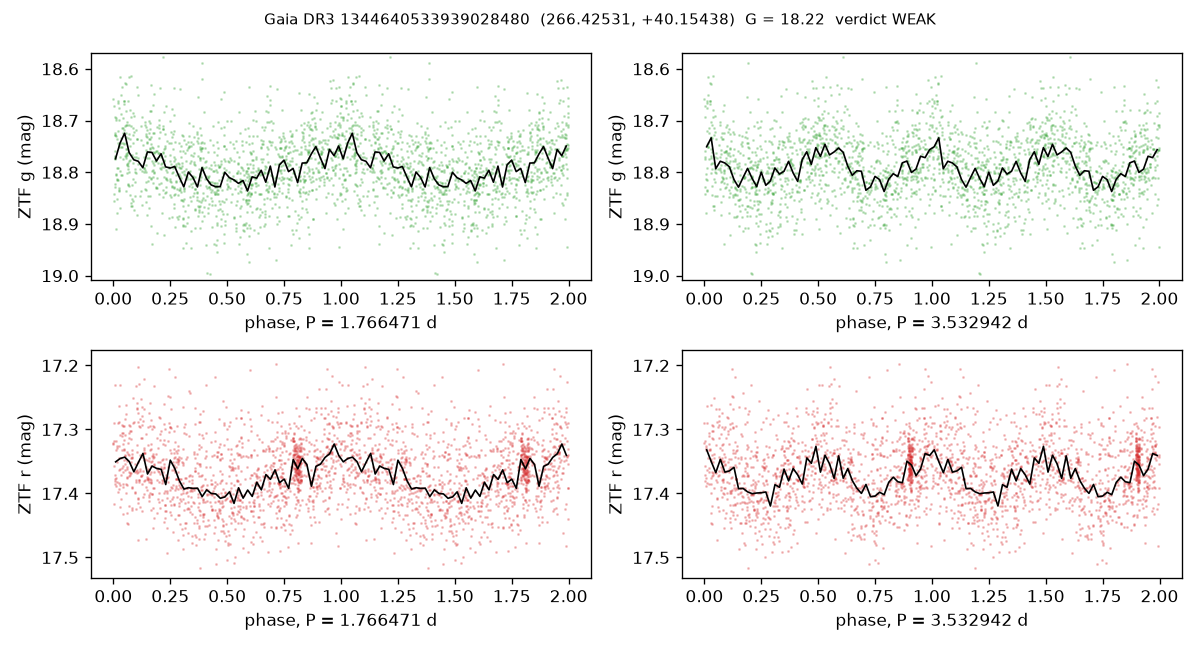 Gaia DR3 1344640533939028480  (266.42531, +40.15438)  G = 18.22  verdict WEAK
ZTF g (mag)
18.6
18.7
18.8
18.9
19.0
0.00 0.25 0.50 0.75 1.00 1.25 1.50 1.75 2.00
phase, P = 1.766471 d
ZTF g (mag)
18.6
18.7
18.8
18.9
19.0
0.00 0.25 0.50 0.75 1.00 1.25 1.50 1.75 2.00
phase, P = 3.532942 d
ZTF r (mag)
17.2
17.3
17.4
17.5
0.00 0.25 0.50 0.75 1.00 1.25 1.50 1.75 2.00
phase, P = 1.766471 d
ZTF r (mag)
17.2
17.3
17.4
17.5
0.00 0.25 0.50 0.75 1.00 1.25 1.50 1.75 2.00
phase, P = 3.532942 d